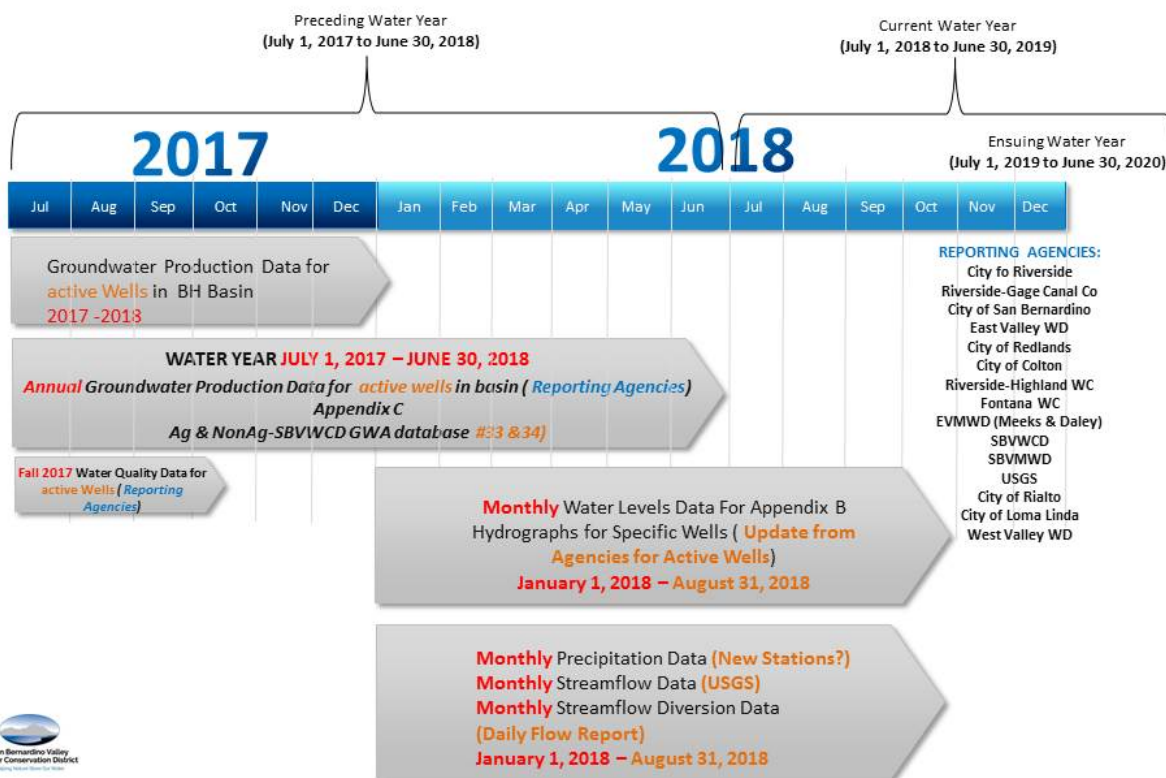 Preceding Water Year
(July 1, 2017 to June 30, 2018)
Current Water Year
(July 1, 2018 to June 30, 2019)
Ensuing Water Year
(July 1, 2019 to June 30, 2020)
2017
2018
Jul Aug Sep Oct Nov Dec Jan Feb Mar Apr May Jun Jul Aug Sep Oct Nov Dec
Groundwater Production Data for
active Wells in BH Basin
2017 -2018
WATER YEAR JULY 1, 2017 – JUNE 30, 2018
Annual Groundwater Production Data for active wells in basin ( Reporting Agencies)
Appendix C
Ag & NonAg-SBVWCD GWA database #33 &34)
Fall 2017 Water Quality Data for
active Wells ( Reporting
Agencies)
Monthly Water Levels Data For Appendix B
Hydrographs for Specific Wells ( Update from
Agencies for Active Wells)
January 1, 2018 – August 31, 2018
Monthly Precipitation Data (New Stations?)
Monthly Streamflow Data (USGS)
Monthly Streamflow Diversion Data
(Daily Flow Report)
January 1, 2018 – August 31, 2018
REPORTING AGENCIES:
City fo Riverside
Riverside-Gage Canal Co
City of San Bernardino
East Valley WD
City of Redlands
City of Colton
Riverside-Highland WC
Fontana WC
EVMWD (Meeks & Daley)
SBVWCD
SBVMWD
USGS
City of Rialto
City of Loma Linda
West Valley WD
n Bernardino Valley
r Conservation District